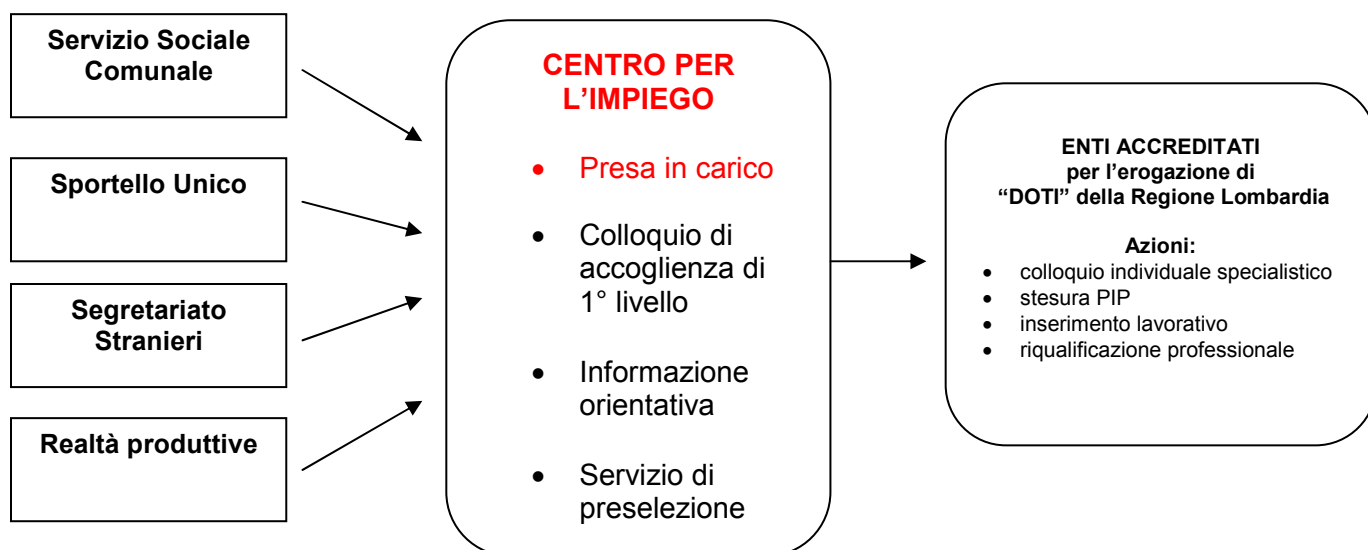 Servizio Sociale
Comunale
Sportello Unico
Segretariato
Stranieri
Realtà produttive
CENTRO PER
L’IMPIEGO
• Presa in carico
• Colloquio di
accoglienza di
1° livello
• Informazione
orientativa
• Servizio di
preselezione
ENTI ACCREDITATI
per l’erogazione di
“DOTI” della Regione Lombardia
Azioni:
• colloquio individuale specialistico
• stesura PIP
• inserimento lavorativo
• riqualificazione professionale